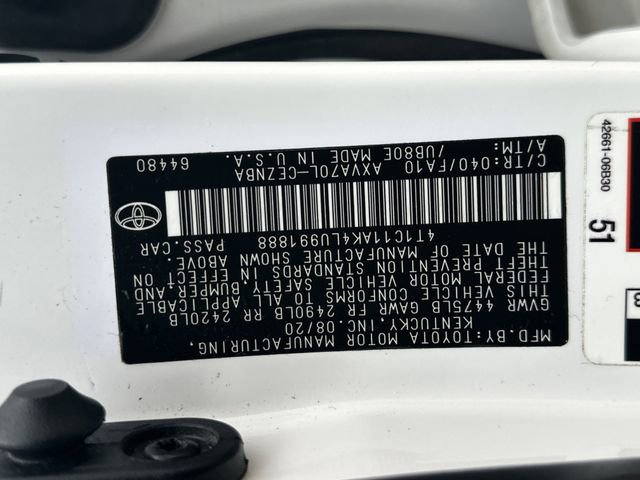 MFD. BY: TOYOTA MOTOR MANUFACTURING,
KENTUCKY, INC. 08/20
GVWR 4475LB GAWR FR 2490LB RR 2420LB
THIS VEHICLE CONFORMS TO ALL APPLICABLE
FEDERAL MOTOR VEHICLE SAFETY, BUMPER AND
THEFT PREVENTION STANDARDS IN EFFECT ON
THE DATE OF MANUFACTURE SHOWN ABOVE.
4T1C11AK4LU991888 PASS. CAR
C/TR: 040/FA10 AXVA70L-CEZNBA 64480
A/TM: /UB80E MADE IN U.S.A.
42661-06B30
51